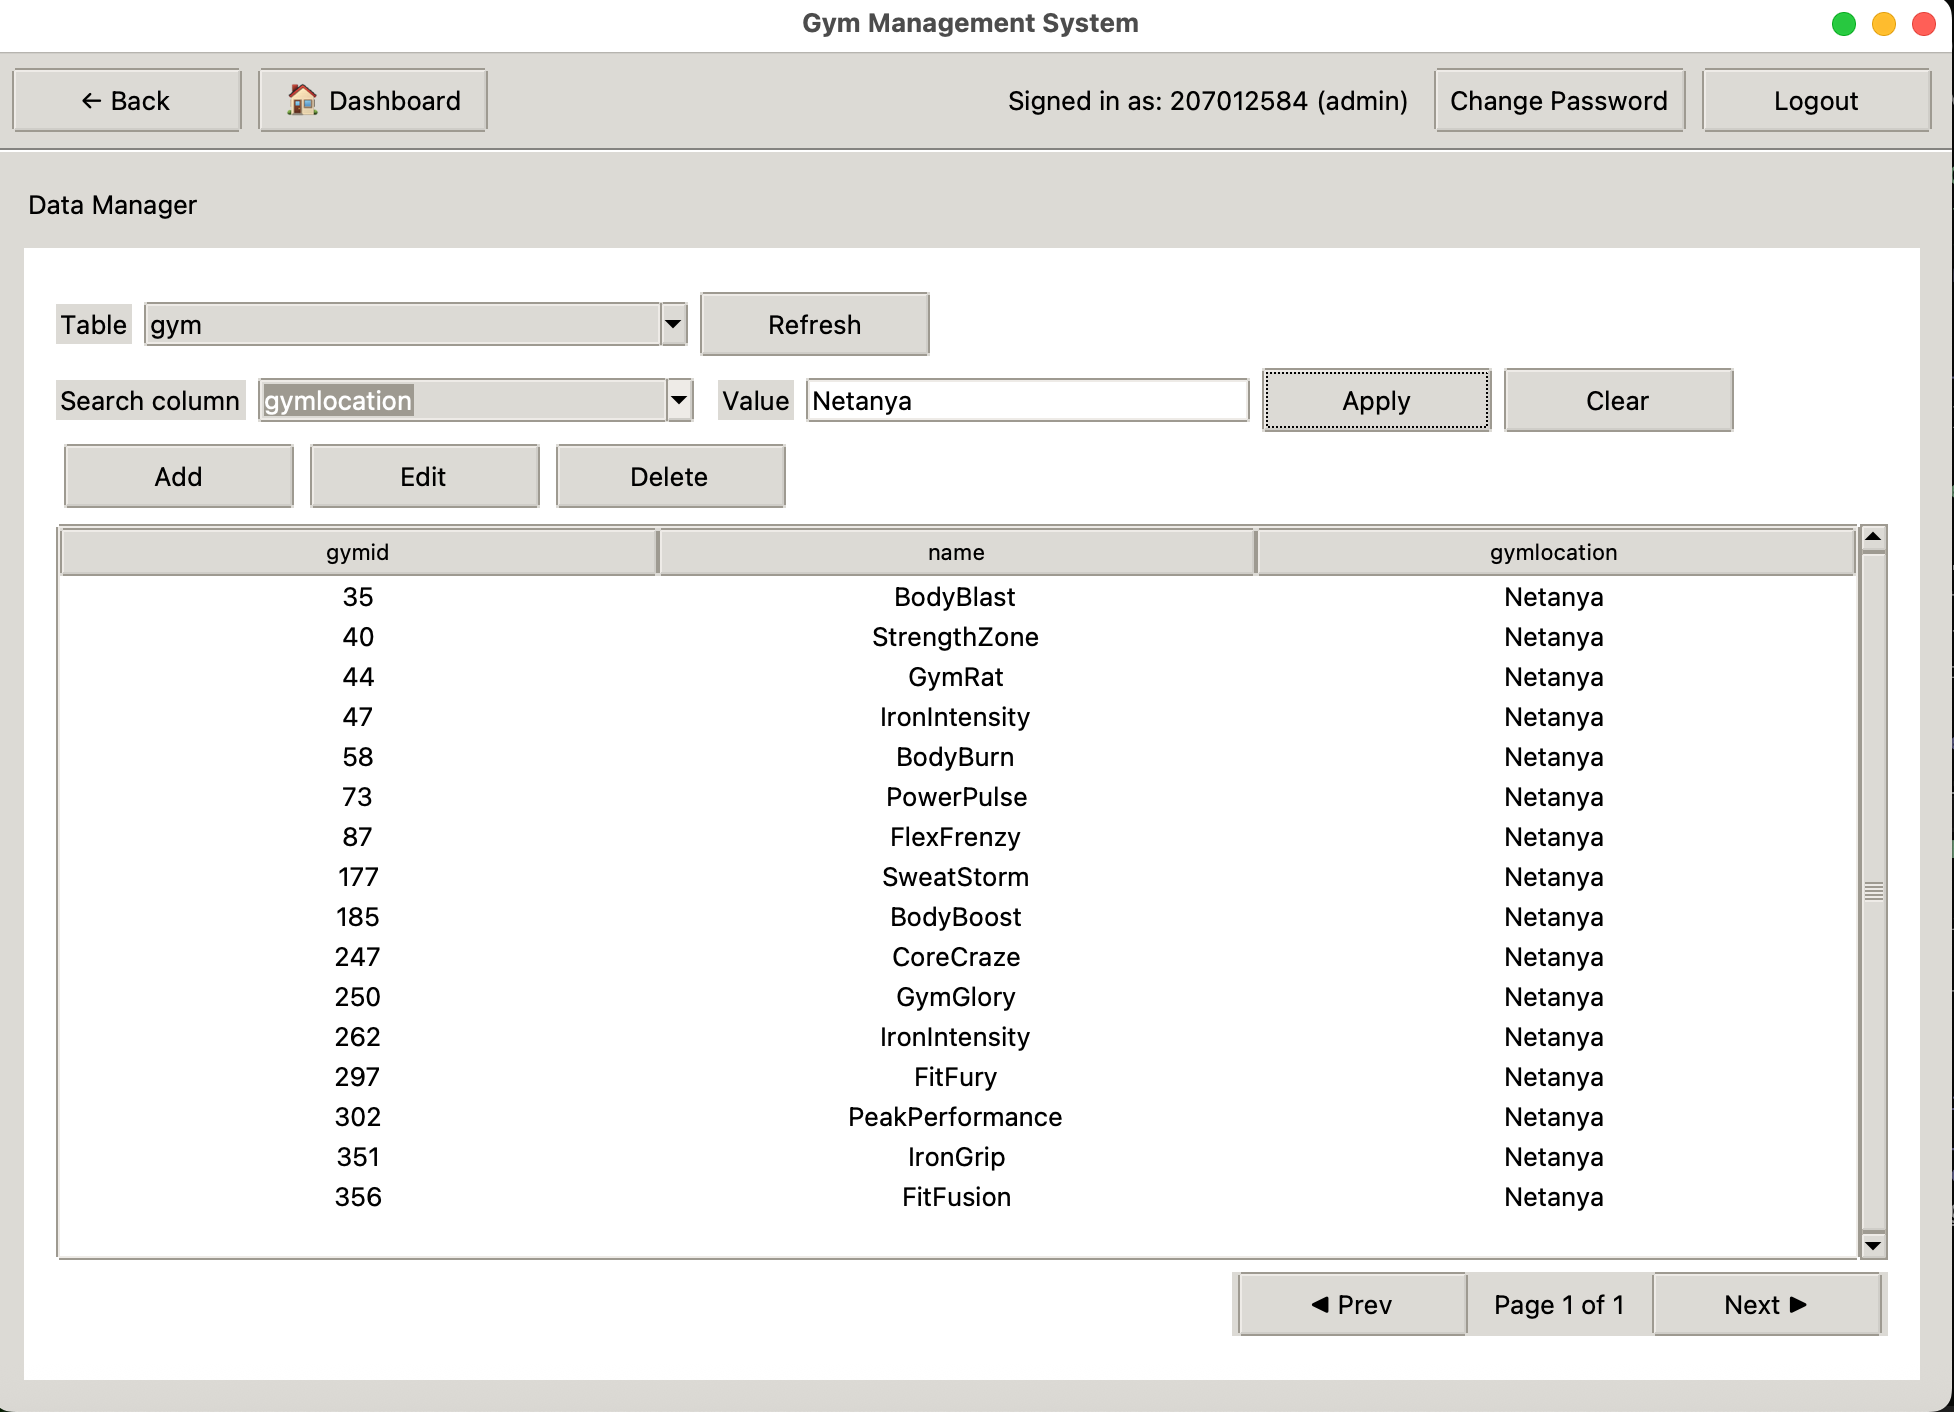 Gym Management System
← Back 🏠 Dashboard Signed in as: 207012584 (admin) Change Password Logout
Data Manager
Table gym Refresh
Search column gymlocation Value Netanya Apply Clear
Add Edit Delete
gymid name gymlocation
35 BodyBlast Netanya
40 StrengthZone Netanya
44 GymRat Netanya
47 IronIntensity Netanya
58 BodyBurn Netanya
73 PowerPulse Netanya
87 FlexFrenzy Netanya
177 SweatStorm Netanya
185 BodyBoost Netanya
247 CoreCraze Netanya
250 GymGlory Netanya
262 IronIntensity Netanya
297 FitFury Netanya
302 PeakPerformance Netanya
351 IronGrip Netanya
356 FitFusion Netanya
◀ Prev Page 1 of 1 Next ▶